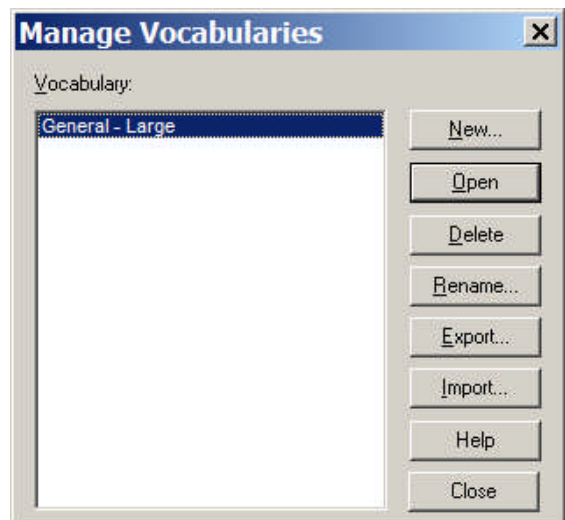 Manage Vocabularies
Vocabulary:
General - Large
New...
Open
Delete
Rename...
Export...
Import...
Help
Close